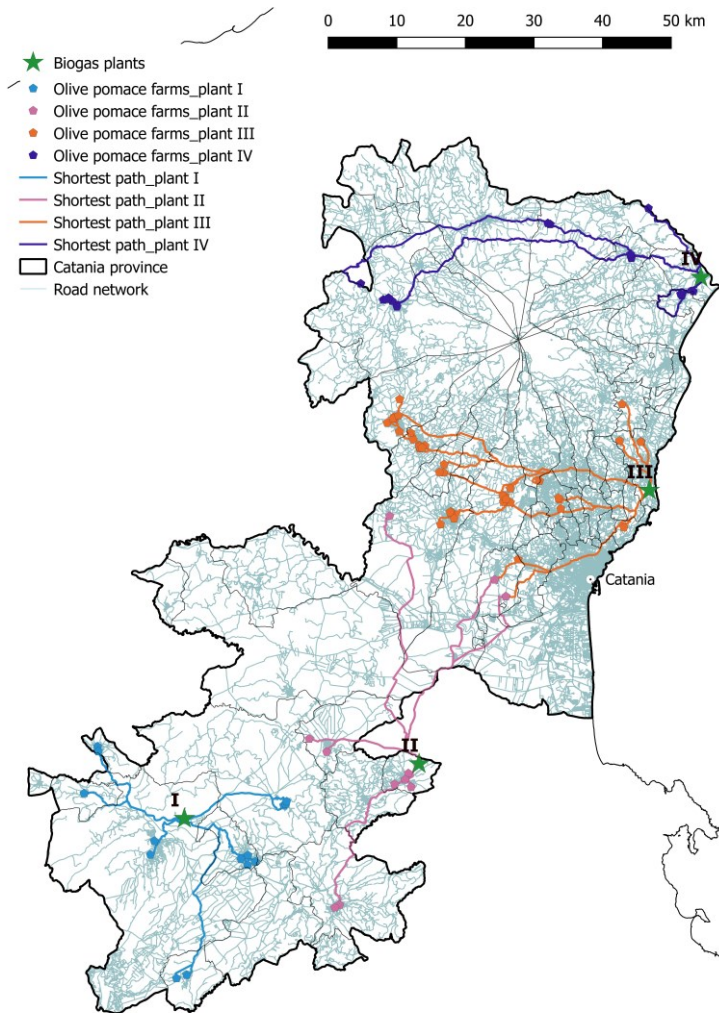 0 10 20 30 40 50 km
Biogas plants
Olive pomace farms_plant I
Olive pomace farms_plant II
Olive pomace farms_plant III
Olive pomace farms_plant IV
Shortest path_plant I
Shortest path_plant II
Shortest path_plant III
Shortest path_plant IV
Catania province
Road network
IV
III
Catania
II
I